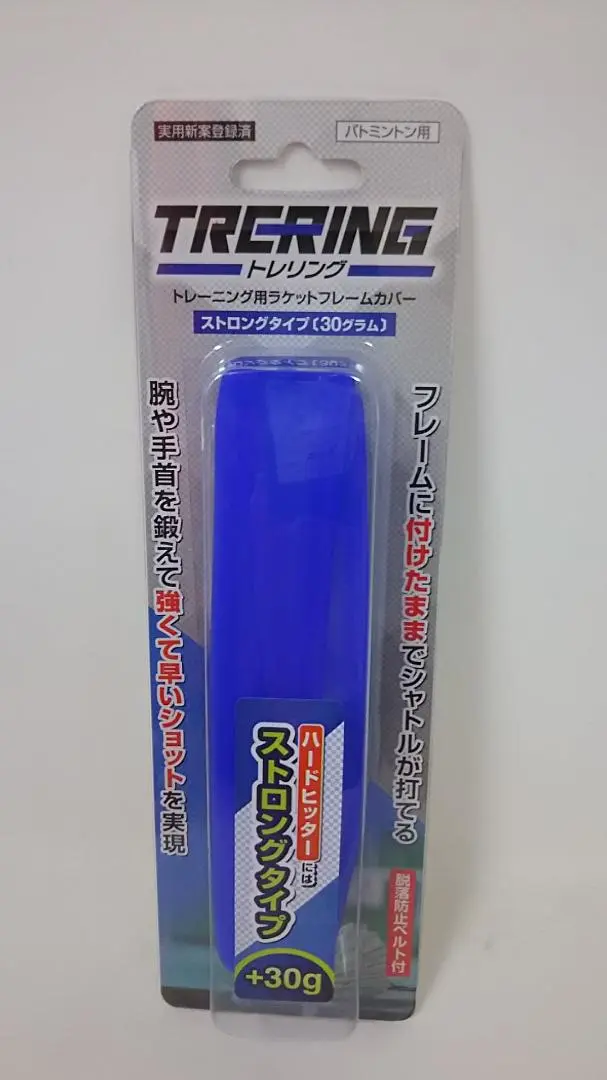 実用新案登録済
バトミントン用
TRERING
トレリング
トレーニング用ラケットフレームカバー
ストロングタイプ〔30グラム〕
フレームに付けたままでシャトルが打てる
腕や手首を鍛えて強くて早いショットを実現
ハードヒッターには
ストロングタイプ
+30g
脱落防止ベルト付